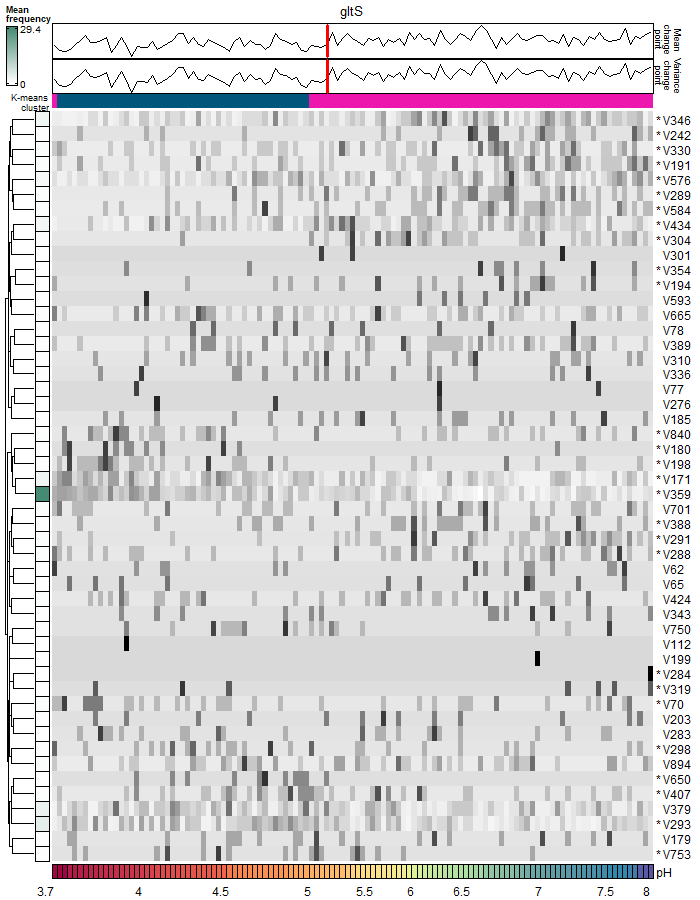 gltS
Mean
frequency
29.4
0
Mean
change
point
Variance
change
point
K-means
cluster
* V346
* V242
* V330
* V191
* V576
* V289
* V584
* V434
* V304
V301
* V354
* V194
V593
V665
V78
V389
V310
V336
V77
V276
V185
* V840
* V180
* V198
* V171
* V359
V701
* V388
* V291
* V288
V62
V65
V424
V343
V750
V112
V199
* V284
* V319
* V70
V203
V283
* V298
V894
* V650
* V407
V379
* V293
V179
* V753
pH
3.7 4 4.5 5 5.5 6 6.5 7 7.5 8